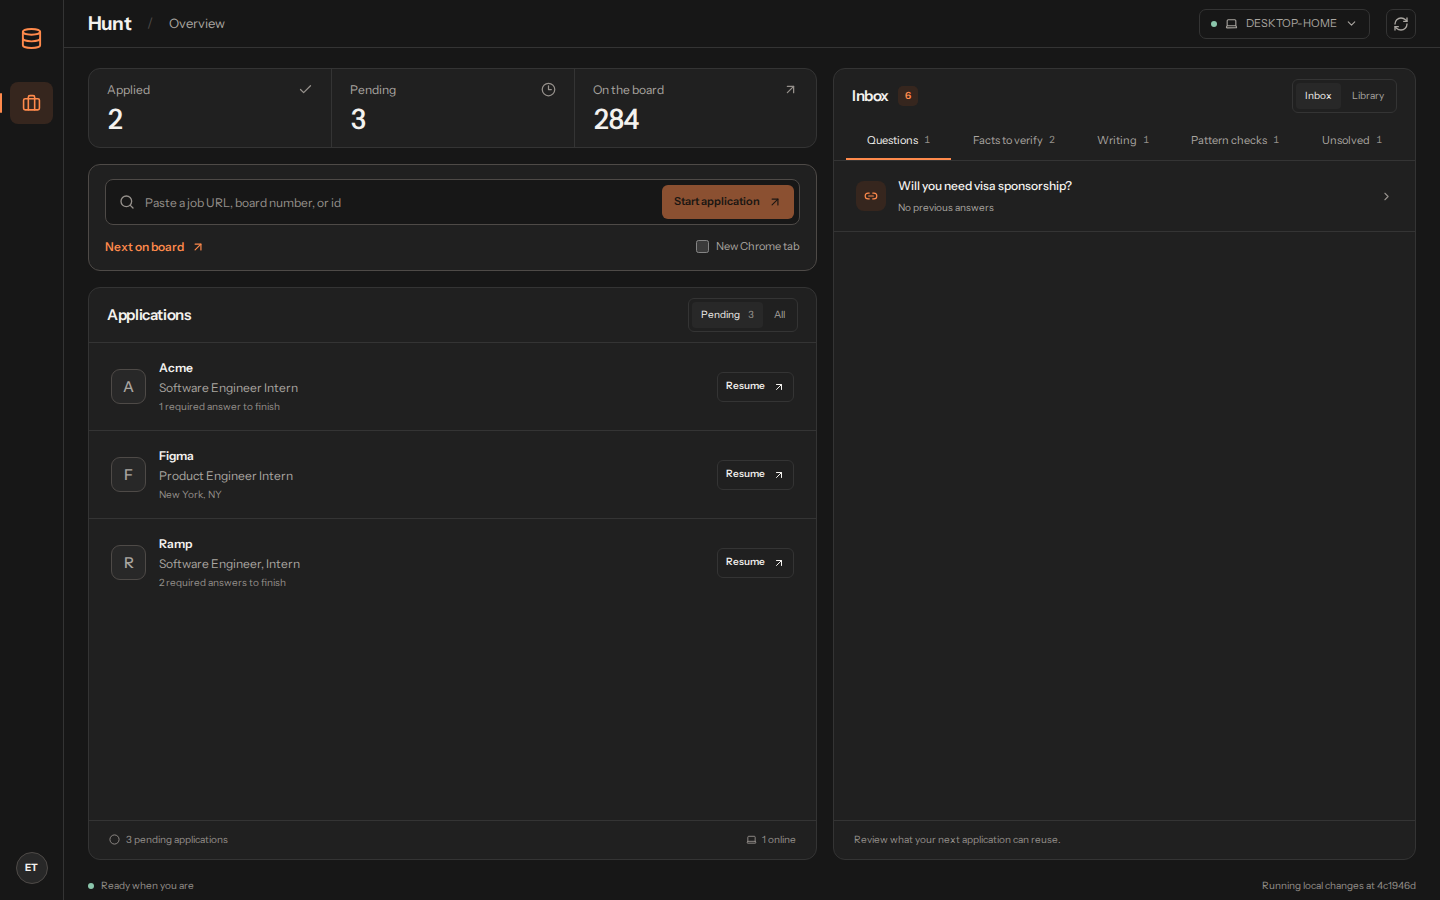 Hunt / Overview
DESKTOP-HOME
Applied
2
Pending
3
On the board
284
Paste a job URL, board number, or id
Start application
Next on board
New Chrome tab
Applications
Pending 3
All
A
Acme
Software Engineer Intern
1 required answer to finish
Resume
F
Figma
Product Engineer Intern
New York, NY
Resume
R
Ramp
Software Engineer, Intern
2 required answers to finish
Resume
3 pending applications
1 online
Inbox 6
Inbox
Library
Questions 1
Facts to verify 2
Writing 1
Pattern checks 1
Unsolved 1
Will you need visa sponsorship?
No previous answers
Review what your next application can reuse.
ET
Ready when you are
Running local changes at 4c1946d